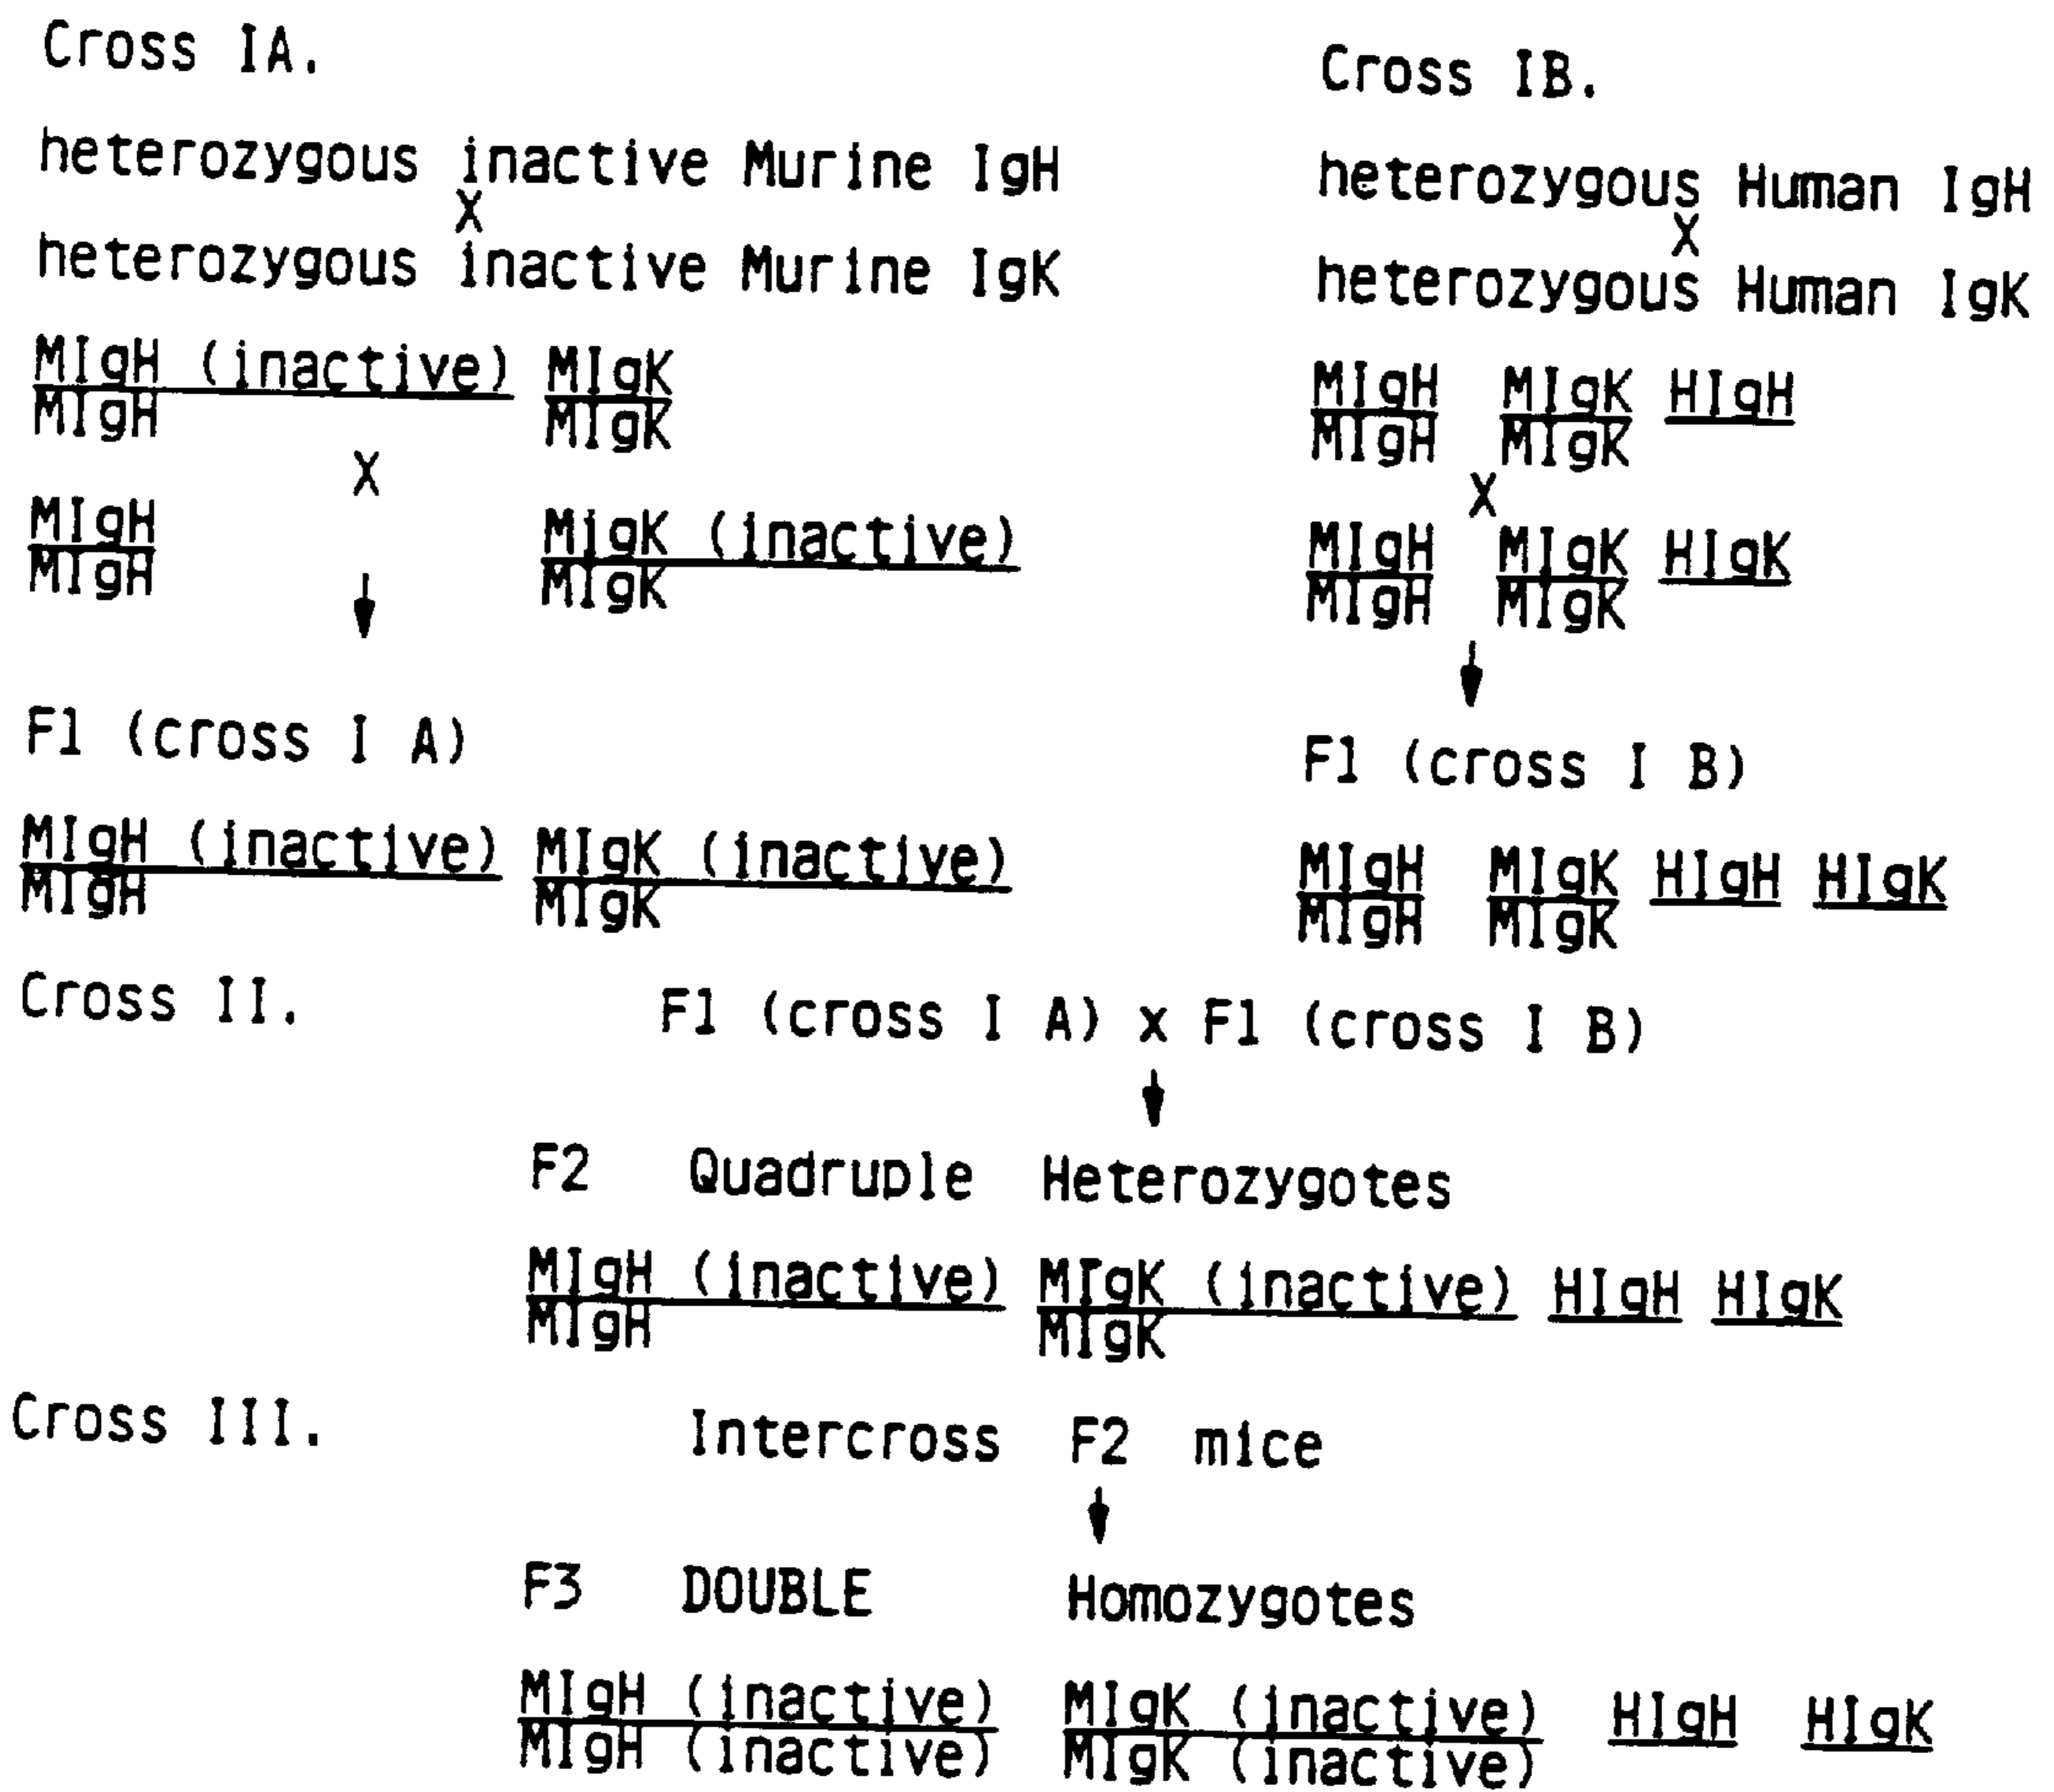 Cross IA.
heterozygous inactive Murine IgH
X
heterozygous inactive Murine IgK
MIgH (inactive) MIgK
MIgH MIgK
X
MIgH MigK (inactive)
MIgH MIgK
F1 (cross I A)
MIgH (inactive) MIgK (inactive)
MIgH MIgK
Cross IB.
heterozygous Human IgH
X
heterozygous Human IgK
MIgH MIgK HIgH
MIgH MIgK
X
MIgH MIgK HIgK
MIgH MIgK
F1 (cross I B)
MIgH MIgK HIgH HIgK
MIgH MIgK
Cross II.
F1 (cross I A) x F1 (cross I B)
F2 Quadruple Heterozygotes
MIgH (inactive) MIgK (inactive) HIgH HIgK
MIgH MIgK
Cross III.
Intercross F2 mice
F3 DOUBLE Homozygotes
MIgH (inactive) MIgK (inactive) HIgH HIgK
MIgH (inactive) MIgK (inactive)